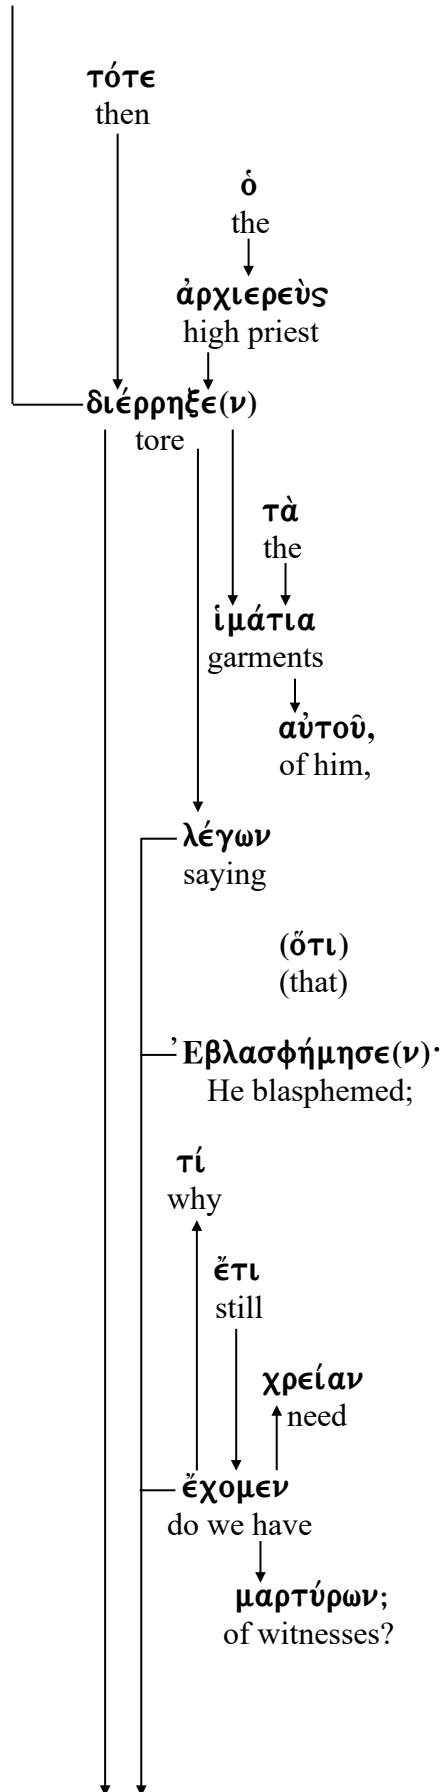 τότε
then
ὁ
the
ἀρχιερεὺς
high priest
διέρρηξε(ν)
tore
τὰ
the
ἱμάτια
garments
αὐτοῦ,
of him,
λέγων
saying
(ὅτι)
(that)
Ἐβλασφήμησε(ν)·
He blasphemed;
τί
why
ἔτι
still
χρείαν
need
ἔχομεν
do we have
μαρτύρων;
of witnesses?